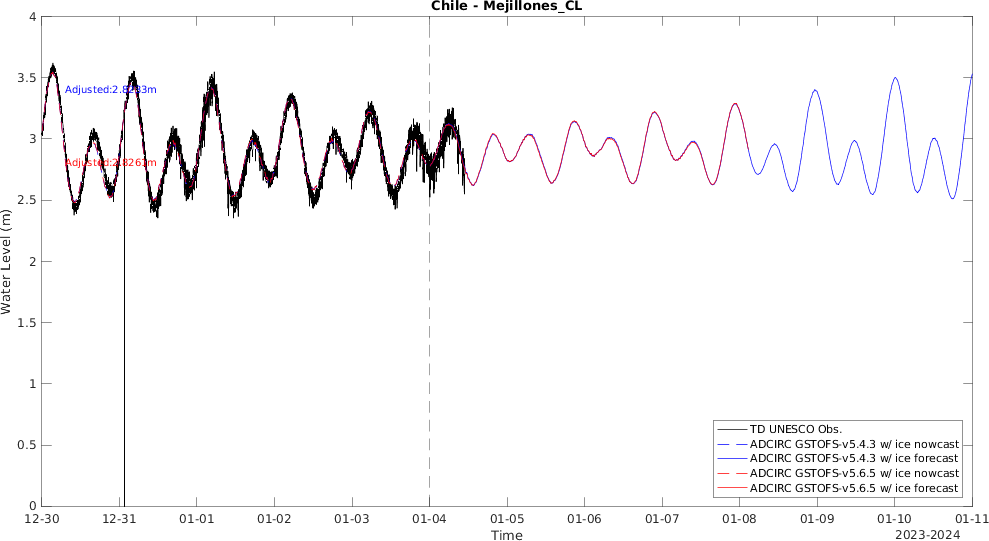 Chile - Mejillones_CL
4
3.5
3
2.5
2
1.5
1
0.5
0
Water Level (m)
Adjusted:2.8283m
Adjusted:2.8263m
TD UNESCO Obs.
ADCIRC GSTOFS-v5.4.3 w/ ice nowcast
ADCIRC GSTOFS-v5.4.3 w/ ice forecast
ADCIRC GSTOFS-v5.6.5 w/ ice nowcast
ADCIRC GSTOFS-v5.6.5 w/ ice forecast
12-30 12-31 01-01 01-02 01-03 01-04 01-05 01-06 01-07 01-08 01-09 01-10 01-11
Time
2023-2024